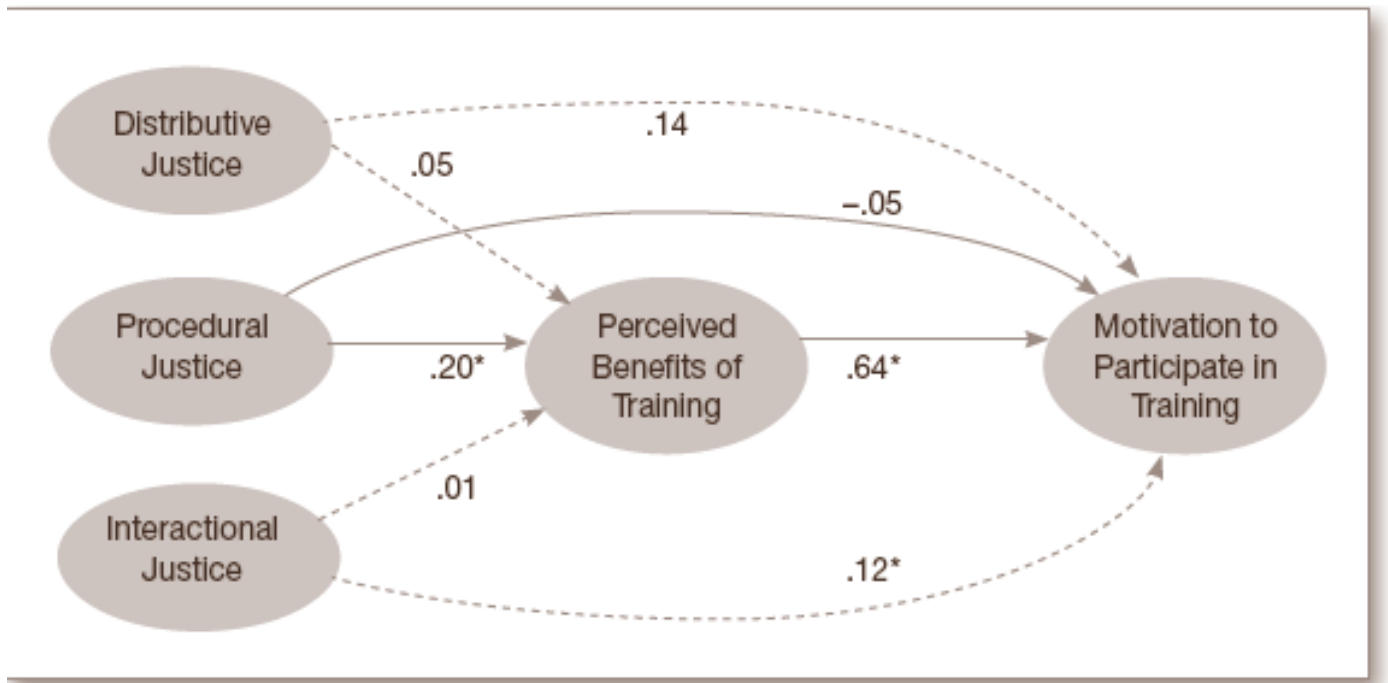 Distributive
Justice
.14
.05
–.05
Procedural
Justice
.20*
Perceived
Benefits of
Training
.64*
Motivation to
Participate in
Training
.01
Interactional
Justice
.12*